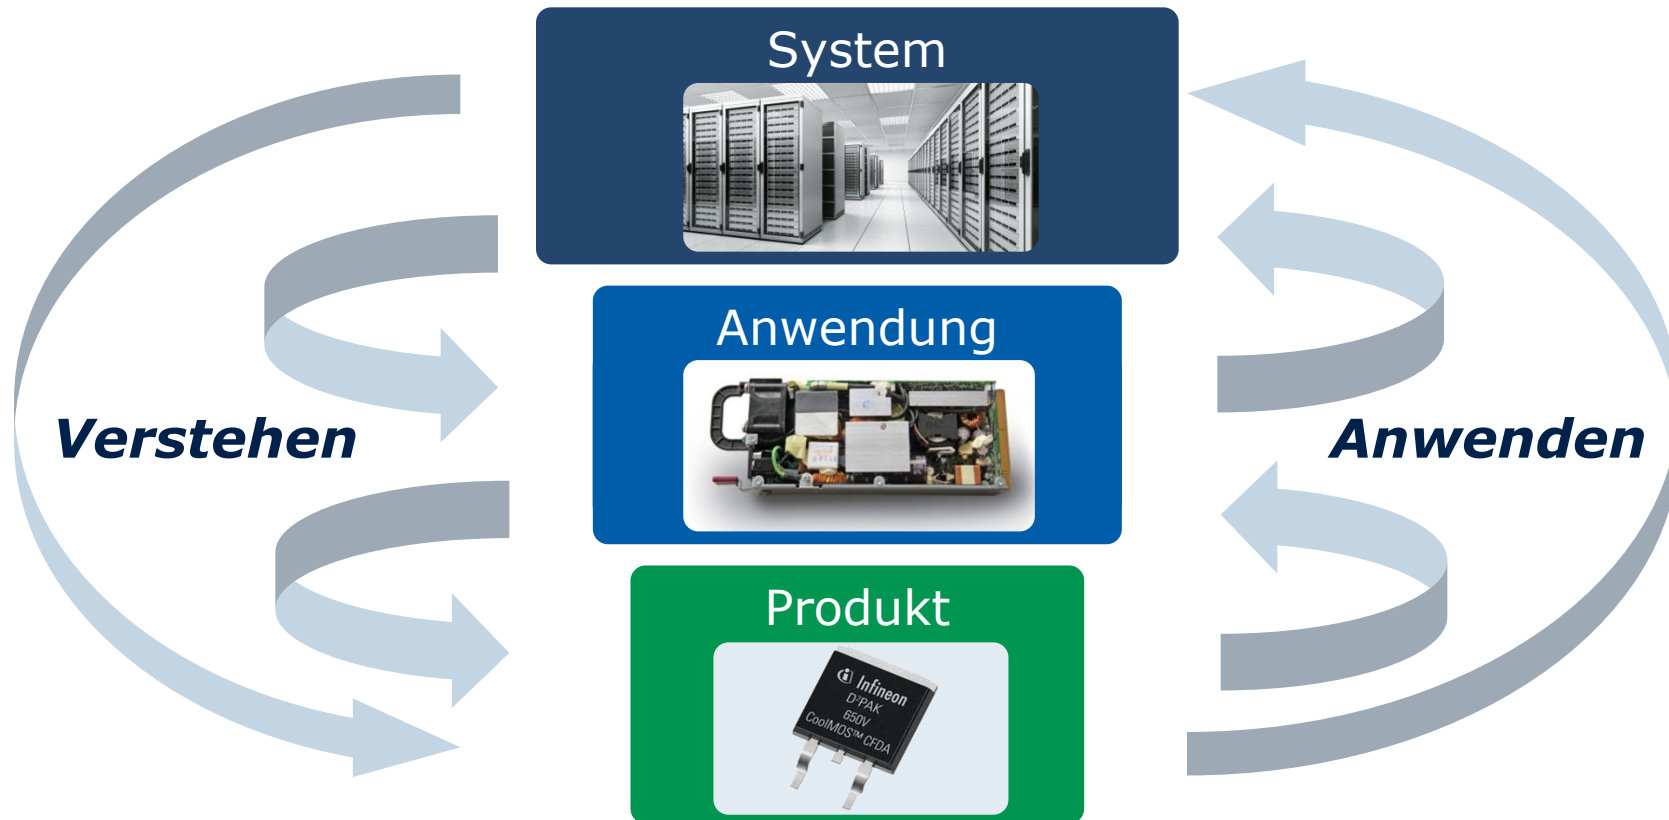 System
Anwendung
Verstehen
Anwenden
Produkt
Infineon
D²PAK
650V
CoolMOS™ CFDA